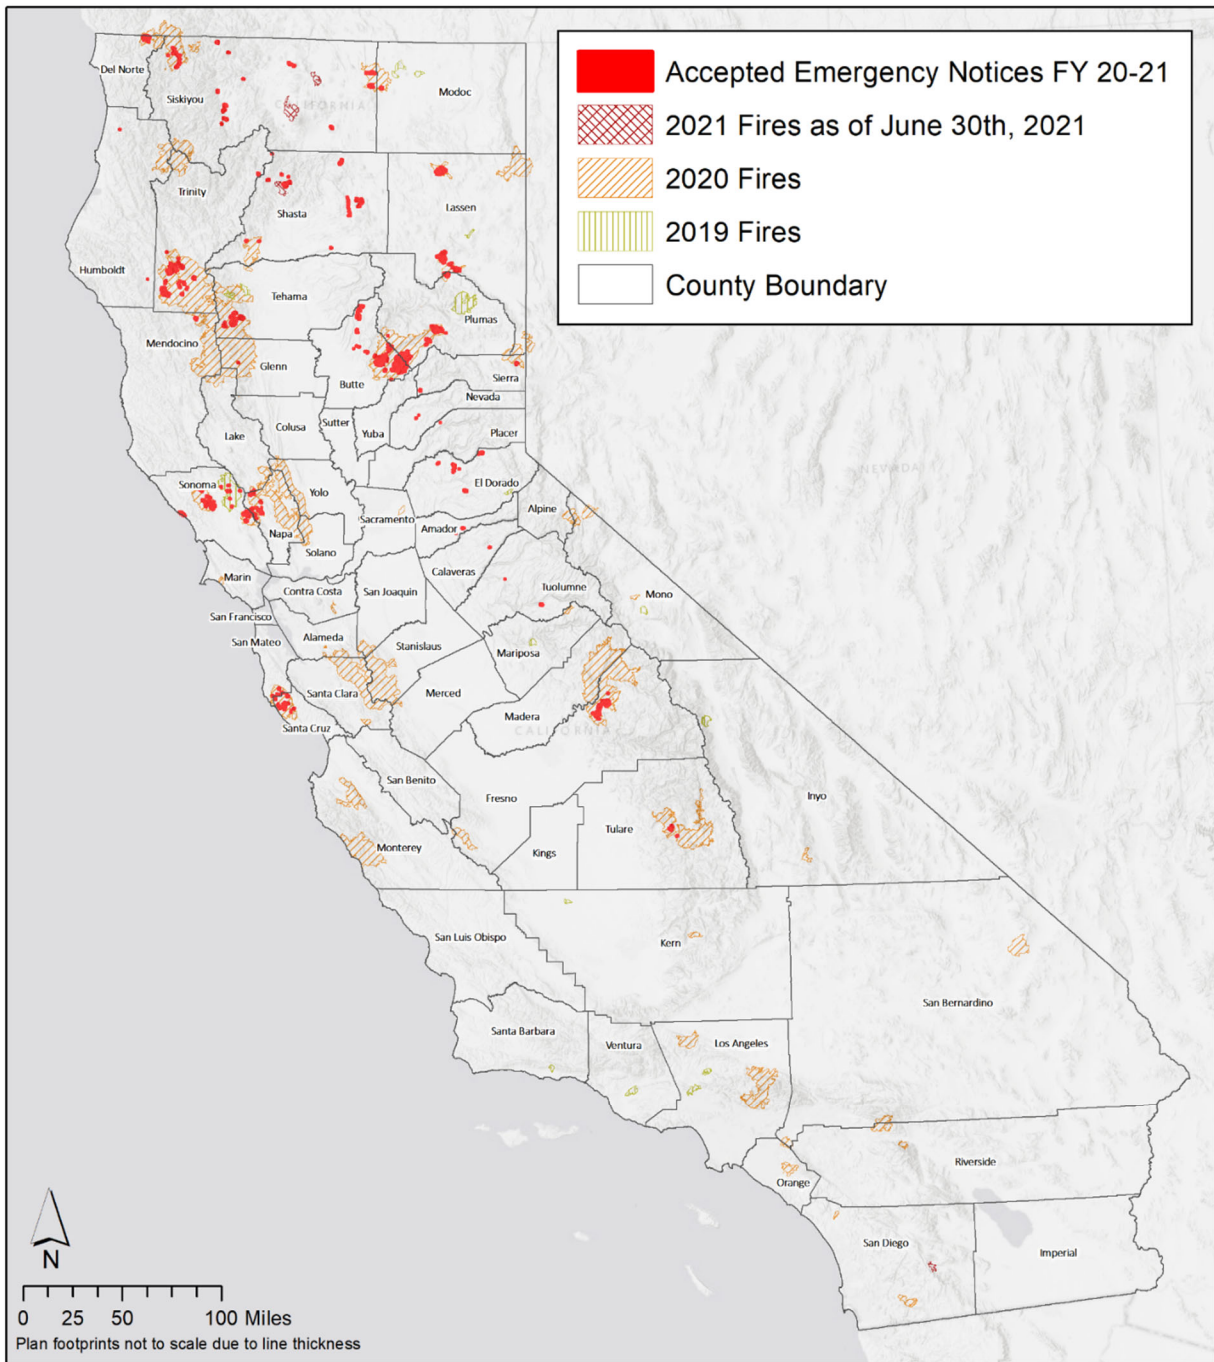 Accepted Emergency Notices FY 20-21
2021 Fires as of June 30th, 2021
2020 Fires
2019 Fires
County Boundary
Del Norte
Siskiyou
Modoc
CALIFORNIA
Trinity
Shasta
Lassen
Humboldt
Tehama
Plumas
Mendocino
Glenn
Butte
Sierra
Nevada
Colusa
Sutter
Yuba
Placer
Lake
NEVADA
Sonoma
Yolo
El Dorado
Napa
Sacramento
Alpine
Amador
Solano
Marin
Calaveras
Contra Costa
San Joaquin
Tuolumne
Mono
San Francisco
Alameda
San Mateo
Stanislaus
Mariposa
Santa Clara
Merced
Madera
Santa Cruz
CALIFORNIA
San Benito
Fresno
Inyo
Tulare
Monterey
Kings
San Luis Obispo
Kern
San Bernardino
Santa Barbara
Ventura
Los Angeles
Riverside
Orange
San Diego
Imperial
N
0 25 50 100 Miles
Plan footprints not to scale due to line thickness